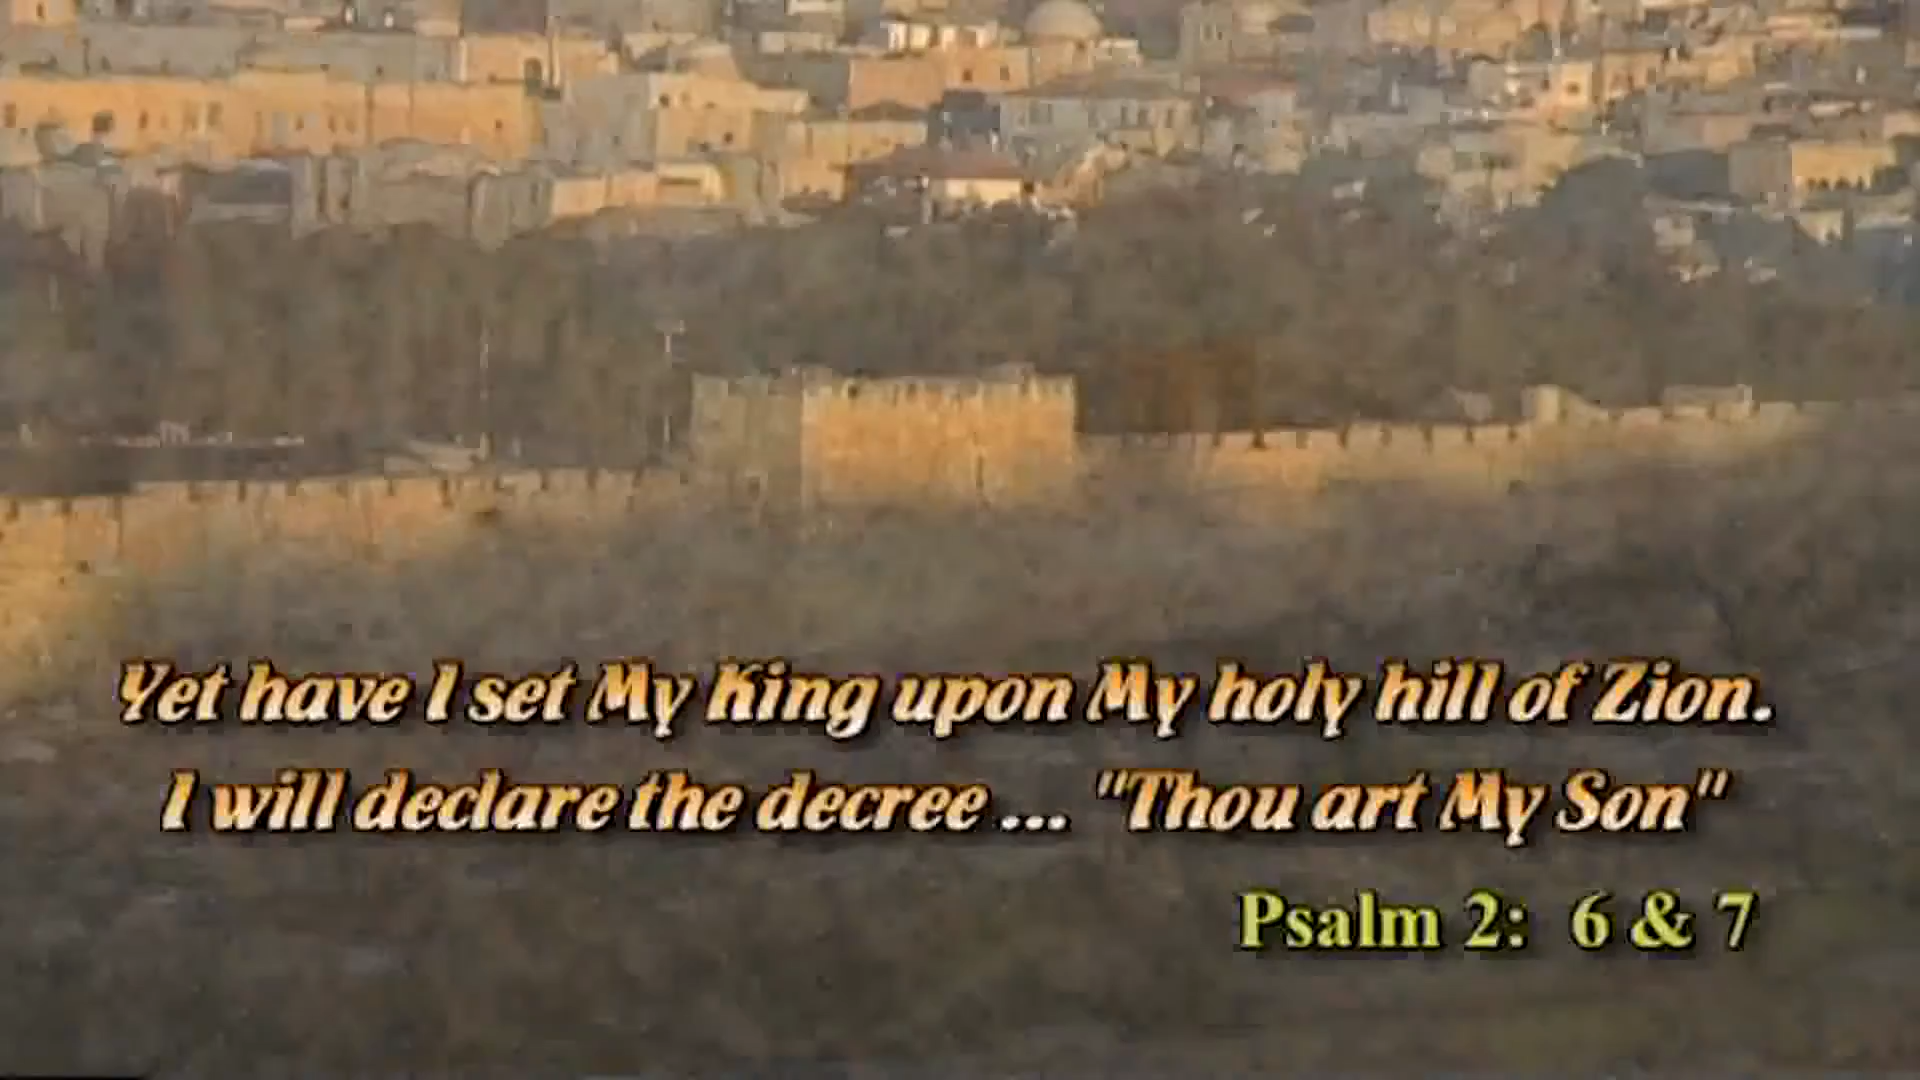 Yet have I set My King upon My holy hill of Zion.
I will declare the decree ... "Thou art My Son"
Psalm 2: 6 & 7